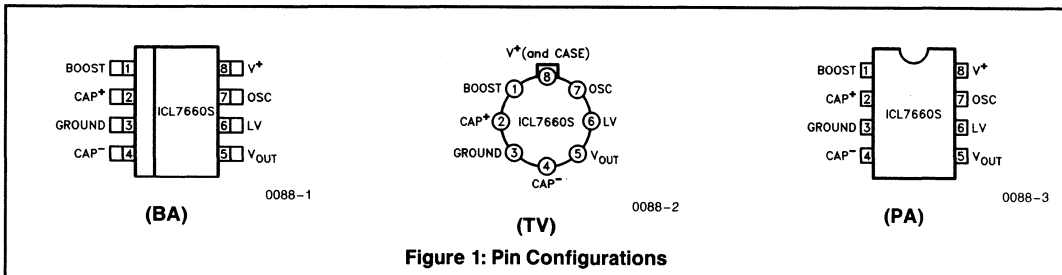 BOOST 1
8 V+
CAP+ 2
7 OSC
ICL7660S
GROUND 3
6 LV
CAP- 4
5 VOUT
0088-1
(BA)
V+(and CASE)
8
BOOST 1
7 OSC
CAP+ 2
ICL7660S
6 LV
GROUND 3
5 VOUT
4
CAP-
0088-2
(TV)
BOOST 1
8 V+
CAP+ 2
7 OSC
ICL7660S
GROUND 3
6 LV
CAP- 4
5 VOUT
0088-3
(PA)
Figure 1: Pin Configurations